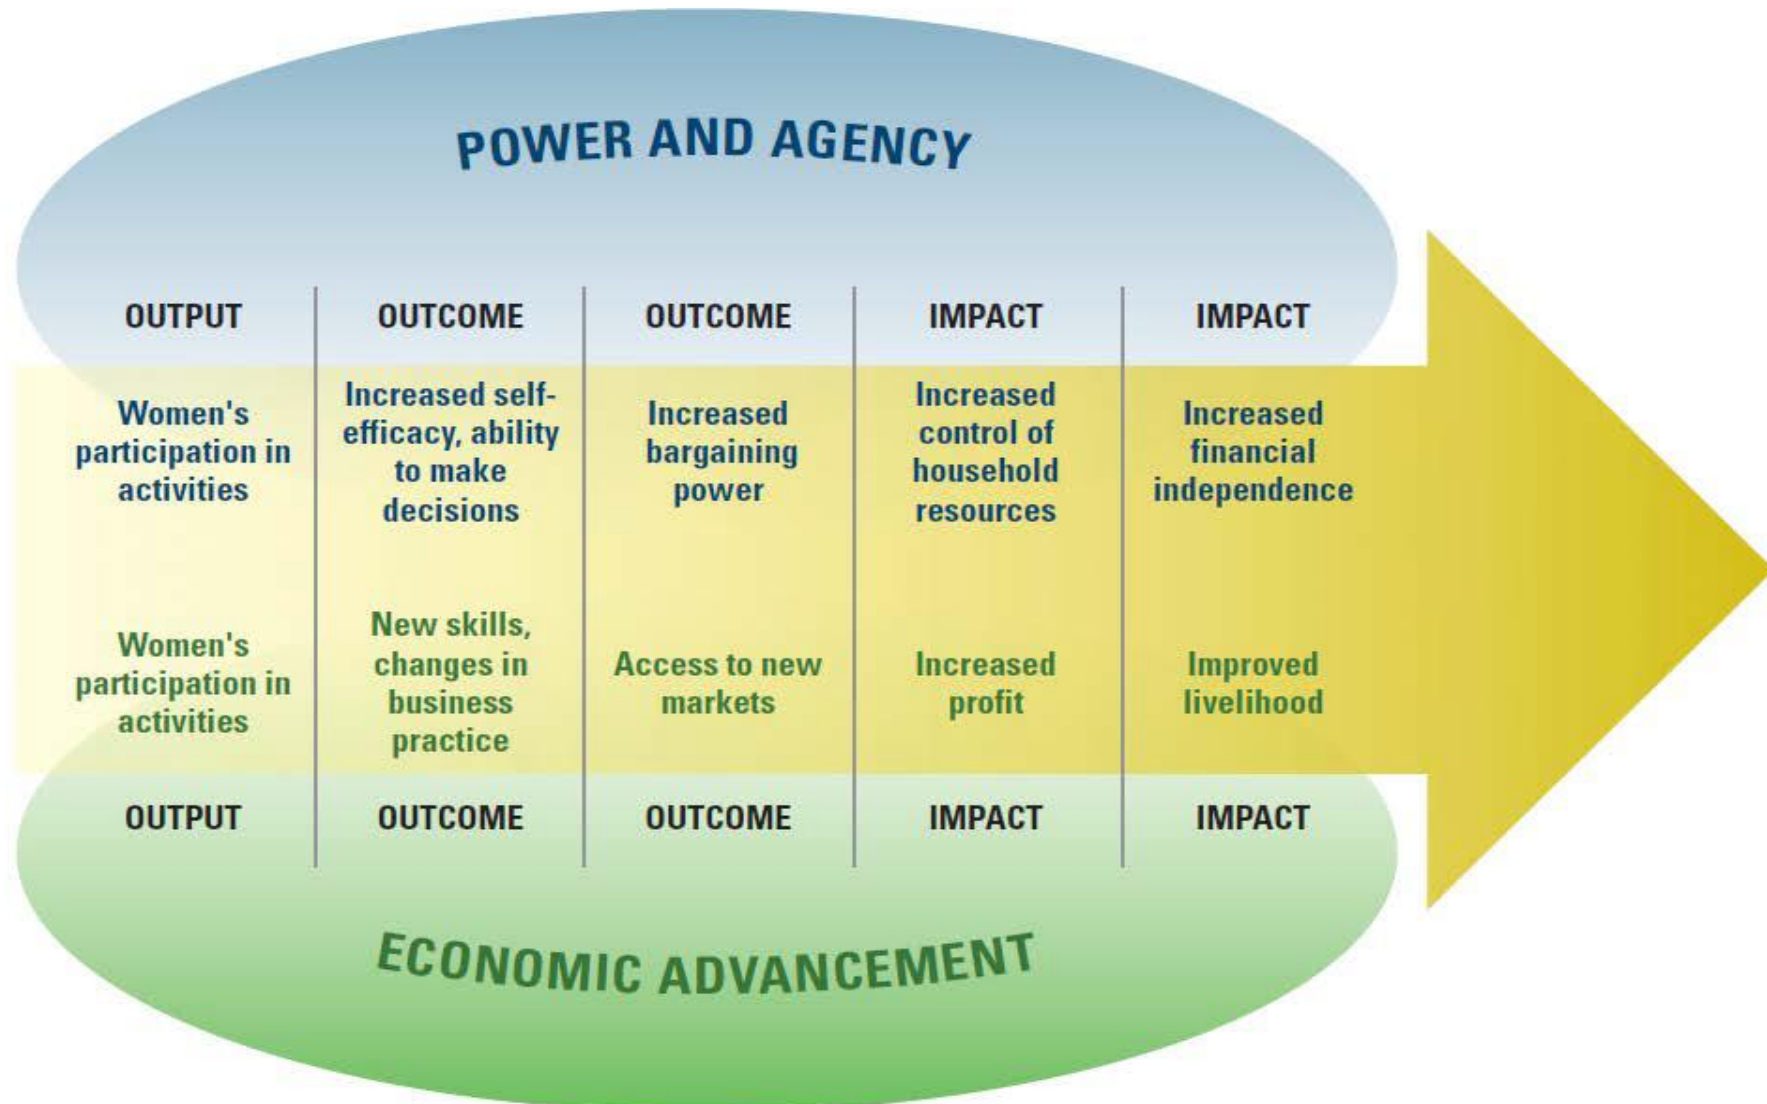 POWER AND AGENCY
OUTPUT
OUTCOME
OUTCOME
IMPACT
IMPACT
Women's
participation in
activities
Increased self-
efficacy, ability
to make
decisions
Increased
bargaining
power
Increased
control of
household
resources
Increased
financial
independence
Women's
participation in
activities
New skills,
changes in
business
practice
Access to new
markets
Increased
profit
Improved
livelihood
OUTPUT
OUTCOME
OUTCOME
IMPACT
IMPACT
ECONOMIC ADVANCEMENT